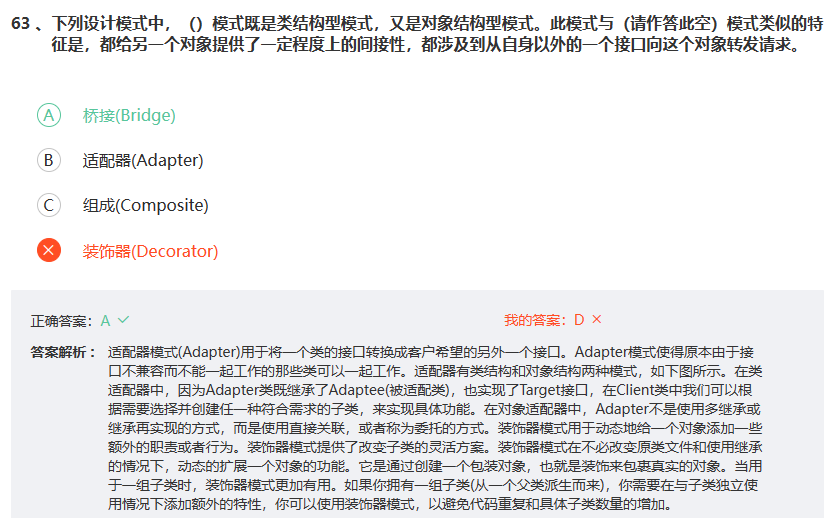 63 、下列设计模式中，（）模式既是类结构型模式，又是对象结构型模式。此模式与（请作答此空）模式类似的特
征是，都给另一个对象提供了一定程度上的间接性，都涉及到从自身以外的一个接口向这个对象转发请求。
A 桥接(Bridge)
B 适配器(Adapter)
C 组成(Composite)
装饰器(Decorator)
正确答案：A 我的答案：D
答案解析： 适配器模式(Adapter)用于将一个类的接口转换成客户希望的另外一个接口。Adapter模式使得原本由于接
口不兼容而不能一起工作的那些类可以一起工作。适配器有类结构和对象结构两种模式，如下图所示。在类
适配器中，因为Adapter类既继承了Adaptee(被适配类)，也实现了Target接口，在Client类中我们可以根
据需要选择并创建任一种符合需求的子类，来实现具体功能。在对象适配器中，Adapter不是使用多继承或
继承再实现的方式，而是使用直接关联，或者称为委托的方式。装饰器模式用于动态地给一个对象添加一些
额外的职责或者行为。装饰器模式提供了改变子类的灵活方案。装饰器模式在不必改变原类文件和使用继承
的情况下，动态的扩展一个对象的功能。它是通过创建一个包装对象，也就是装饰来包裹真实的对象。当用
于一组子类时，装饰器模式更加有用。如果你拥有一组子类(从一个父类派生而来)，你需要在与子类独立使
用情况下添加额外的特性，你可以使用装饰器模式，以避免代码重复和具体子类数量的增加。